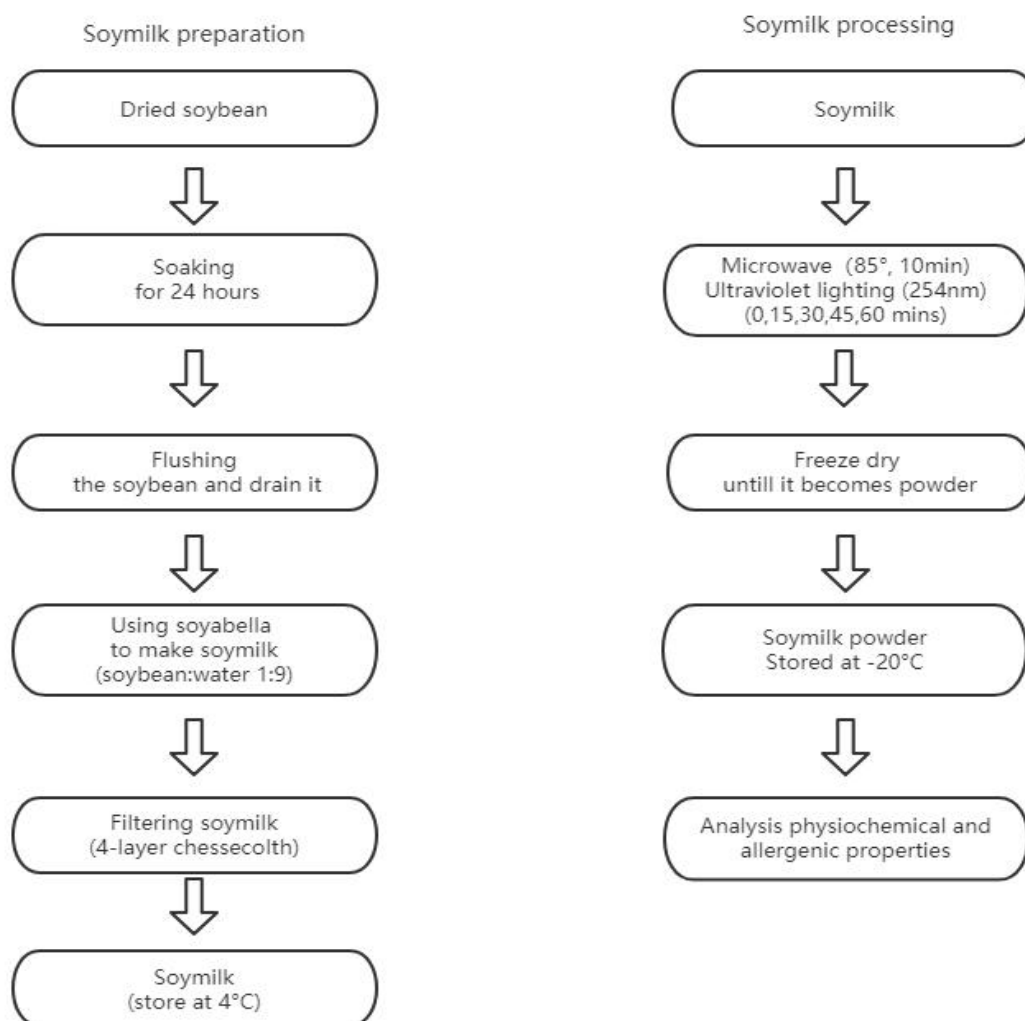 Soymilk preparation
Dried soybean
Soaking
for 24 hours
Flushing
the soybean and drain it
Using soyabella
to make soymilk
(soybean:water 1:9)
Filtering soymilk
(4-layer chessecolth)
Soymilk
(store at 4°C)
Soymilk processing
Soymilk
Microwave (85°, 10min)
Ultraviolet lighting (254nm)
(0,15,30,45,60 mins)
Freeze dry
untill it becomes powder
Soymilk powder
Stored at -20°C
Analysis physiochemical and
allergenic properties